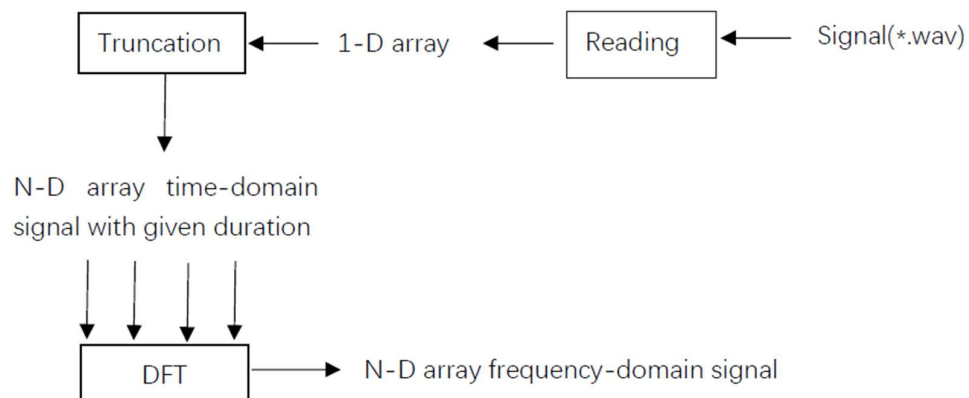 Truncation
1-D array
Reading
Signal(*.wav)
N-D array time-domain
signal with given duration
DFT
N-D array frequency-domain signal